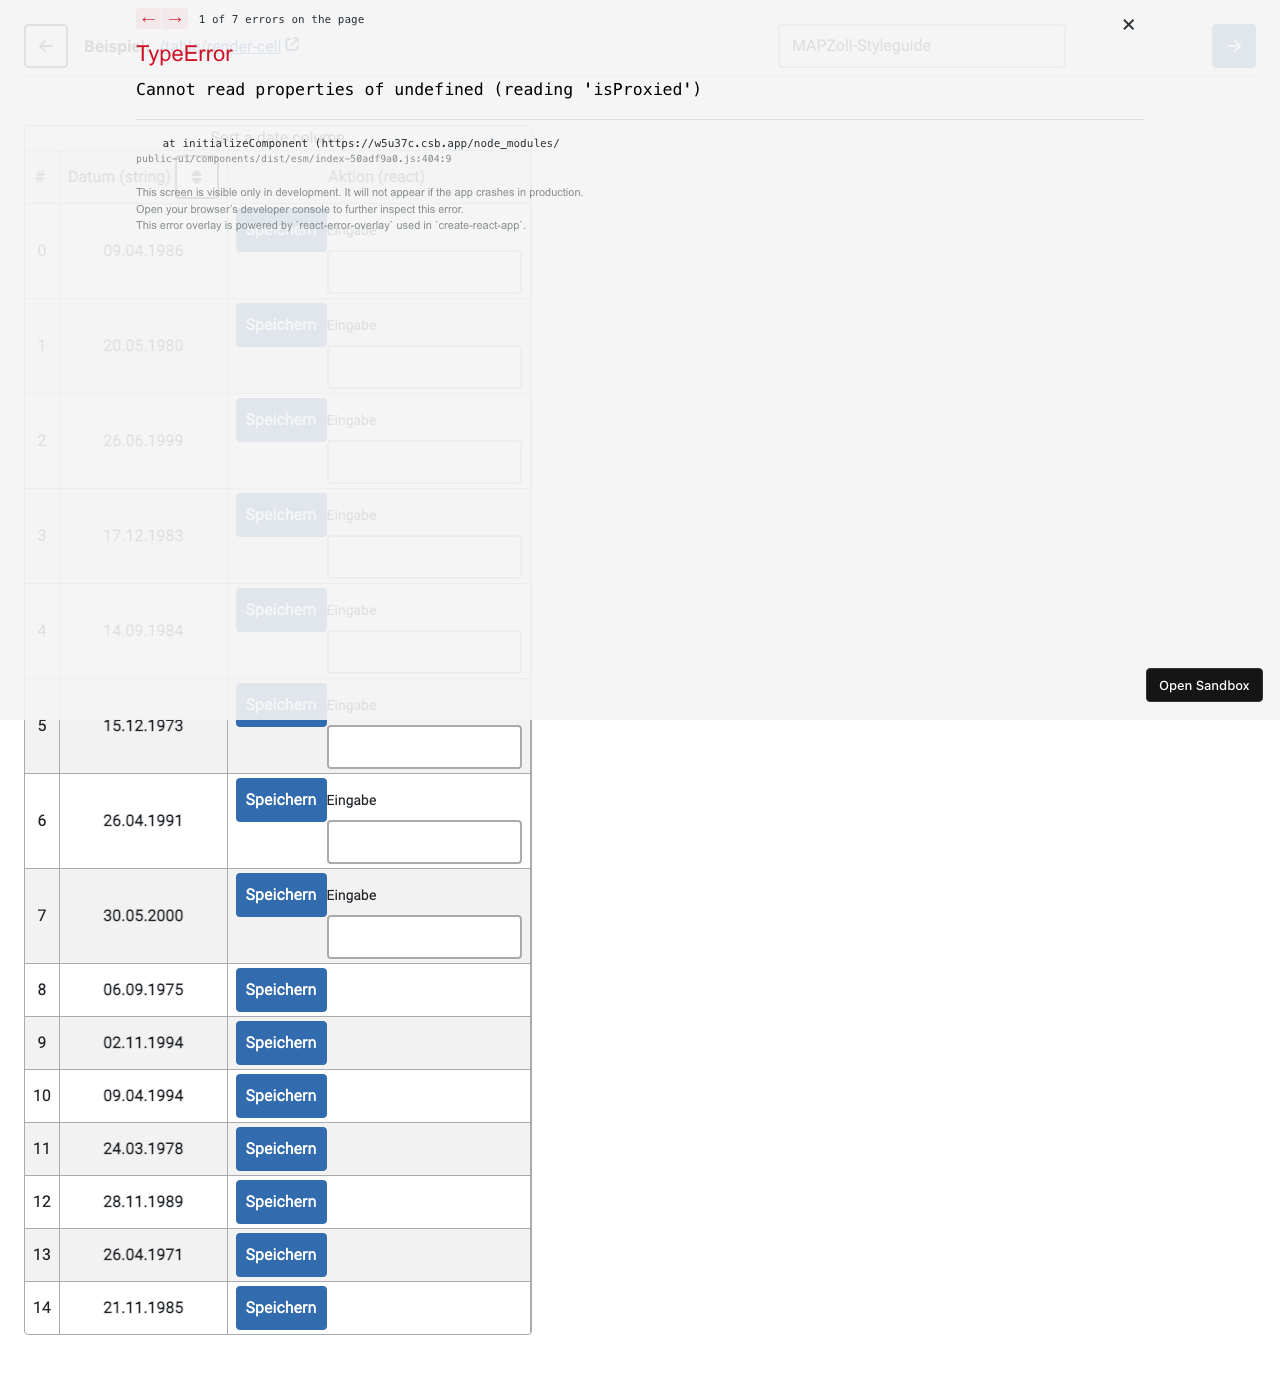 ← → 1 of 7 errors on the page
Beispiel /table/render-cell
MAPZoll-Styleguide
TypeError
Cannot read properties of undefined (reading 'isProxied')
Sort a date column
at initializeComponent (https://w5u37c.csb.app/node_modules/
public-ui/components/dist/esm/index-50adf9a0.js:404:9
# Datum (string) Aktion (react)
This screen is visible only in development. It will not appear if the app crashes in production.
Open your browser's developer console to further inspect this error.
This error overlay is powered by `react-error-overlay` used in `create-react-app`.
0 09.04.1986 Speichern Eingabe
1 20.05.1980 Speichern Eingabe
2 26.06.1999 Speichern Eingabe
3 17.12.1983 Speichern Eingabe
4 14.09.1984 Speichern Eingabe
Open Sandbox
5 15.12.1973 Speichern Eingabe
6 26.04.1991 Speichern Eingabe
7 30.05.2000 Speichern Eingabe
8 06.09.1975 Speichern
9 02.11.1994 Speichern
10 09.04.1994 Speichern
11 24.03.1978 Speichern
12 28.11.1989 Speichern
13 26.04.1971 Speichern
14 21.11.1985 Speichern